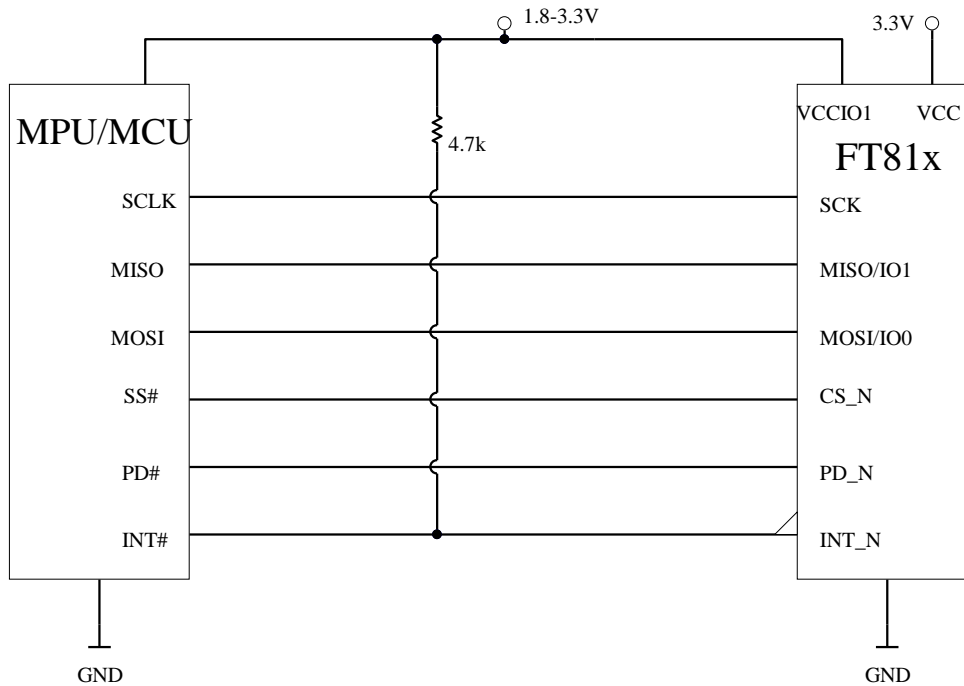 1.8-3.3V
3.3V
MPU/MCU
VCCIO1
VCC
4.7k
FT81x
SCLK
SCK
MISO
MISO/IO1
MOSI
MOSI/IO0
SS#
CS_N
PD#
PD_N
INT#
INT_N
GND
GND